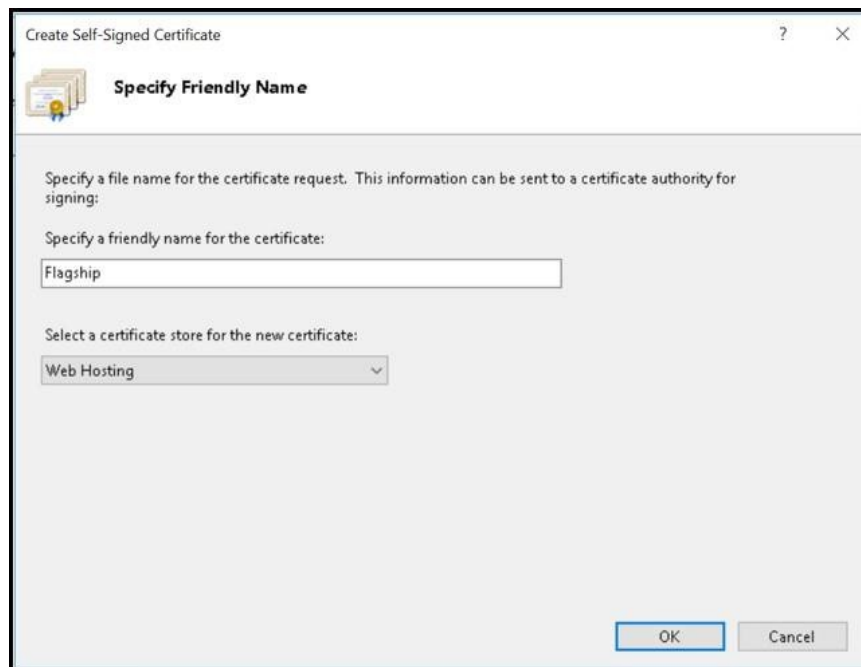 Create Self-Signed Certificate
?
Specify Friendly Name
Specify a file name for the certificate request.  This information can be sent to a certificate authority for
signing:
Specify a friendly name for the certificate:
Flagship
Select a certificate store for the new certificate:
Web Hosting
OK
Cancel